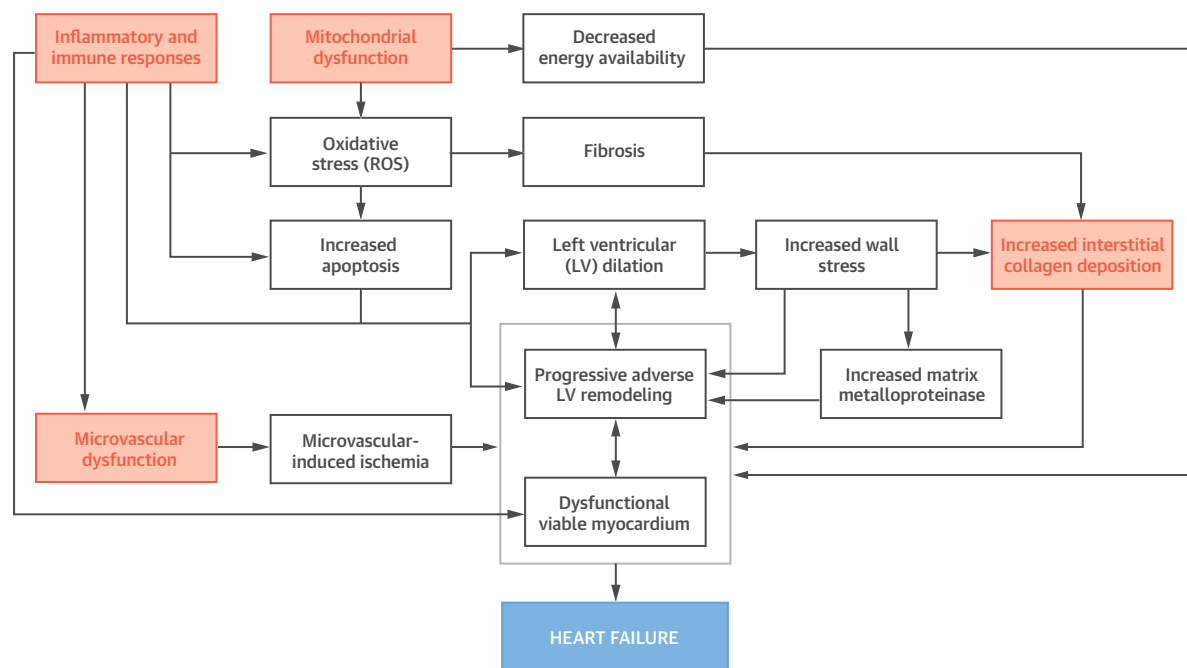 Inflammatory and
immune responses
Mitochondrial
dysfunction
Decreased
energy availability
Oxidative
stress (ROS)
Fibrosis
Increased
apoptosis
Left ventricular
(LV) dilation
Increased wall
stress
Increased interstitial
collagen deposition
Progressive adverse
LV remodeling
Increased matrix
metalloproteinase
Microvascular
dysfunction
Microvascular-
induced ischemia
Dysfunctional
viable myocardium
HEART FAILURE